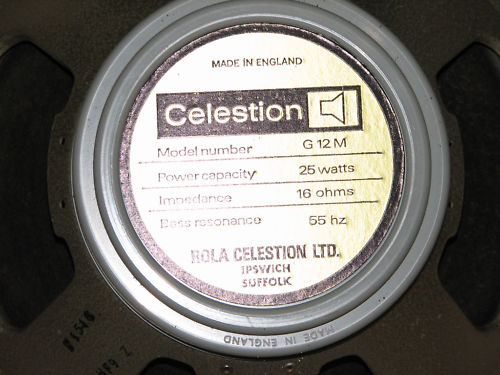 MADE IN ENGLAND
Celestion
Model number G 12 M
Power capacity 25 watts
Impedance 16 ohms
Bass resonance 55 hz
ROLA CELESTION LTD.
IPSWICH
SUFFOLK
MADE IN ENGLAND